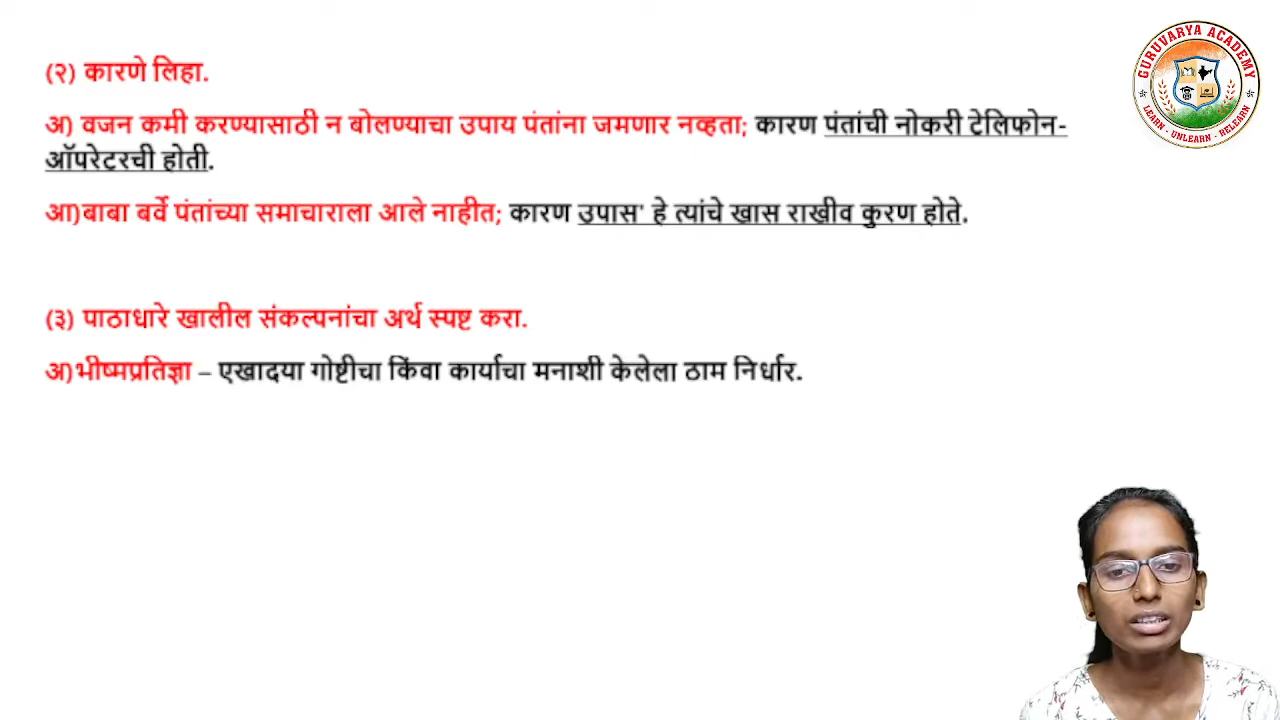 (२) कारणे लिहा.
अ) वजन कमी करण्यासाठी न बोलण्याचा उपाय पंतांना जमणार नव्हता; कारण पंतांची नोकरी टेलिफोन-
ऑपरेटरची होती.
आ)बाबा बर्वे पंतांच्या समाचाराला आले नाहीत; कारण उपास' हे त्यांचे खास राखीव कुरण होते.
(३) पाठाधारे खालील संकल्पनांचा अर्थ स्पष्ट करा.
अ)भीष्मप्रतिज्ञा – एखादया गोष्टीचा किंवा कार्याचा मनाशी केलेला ठाम निर्धार.
GURUVARYA ACADEMY
LEARN - UNLEARN - RELEARN